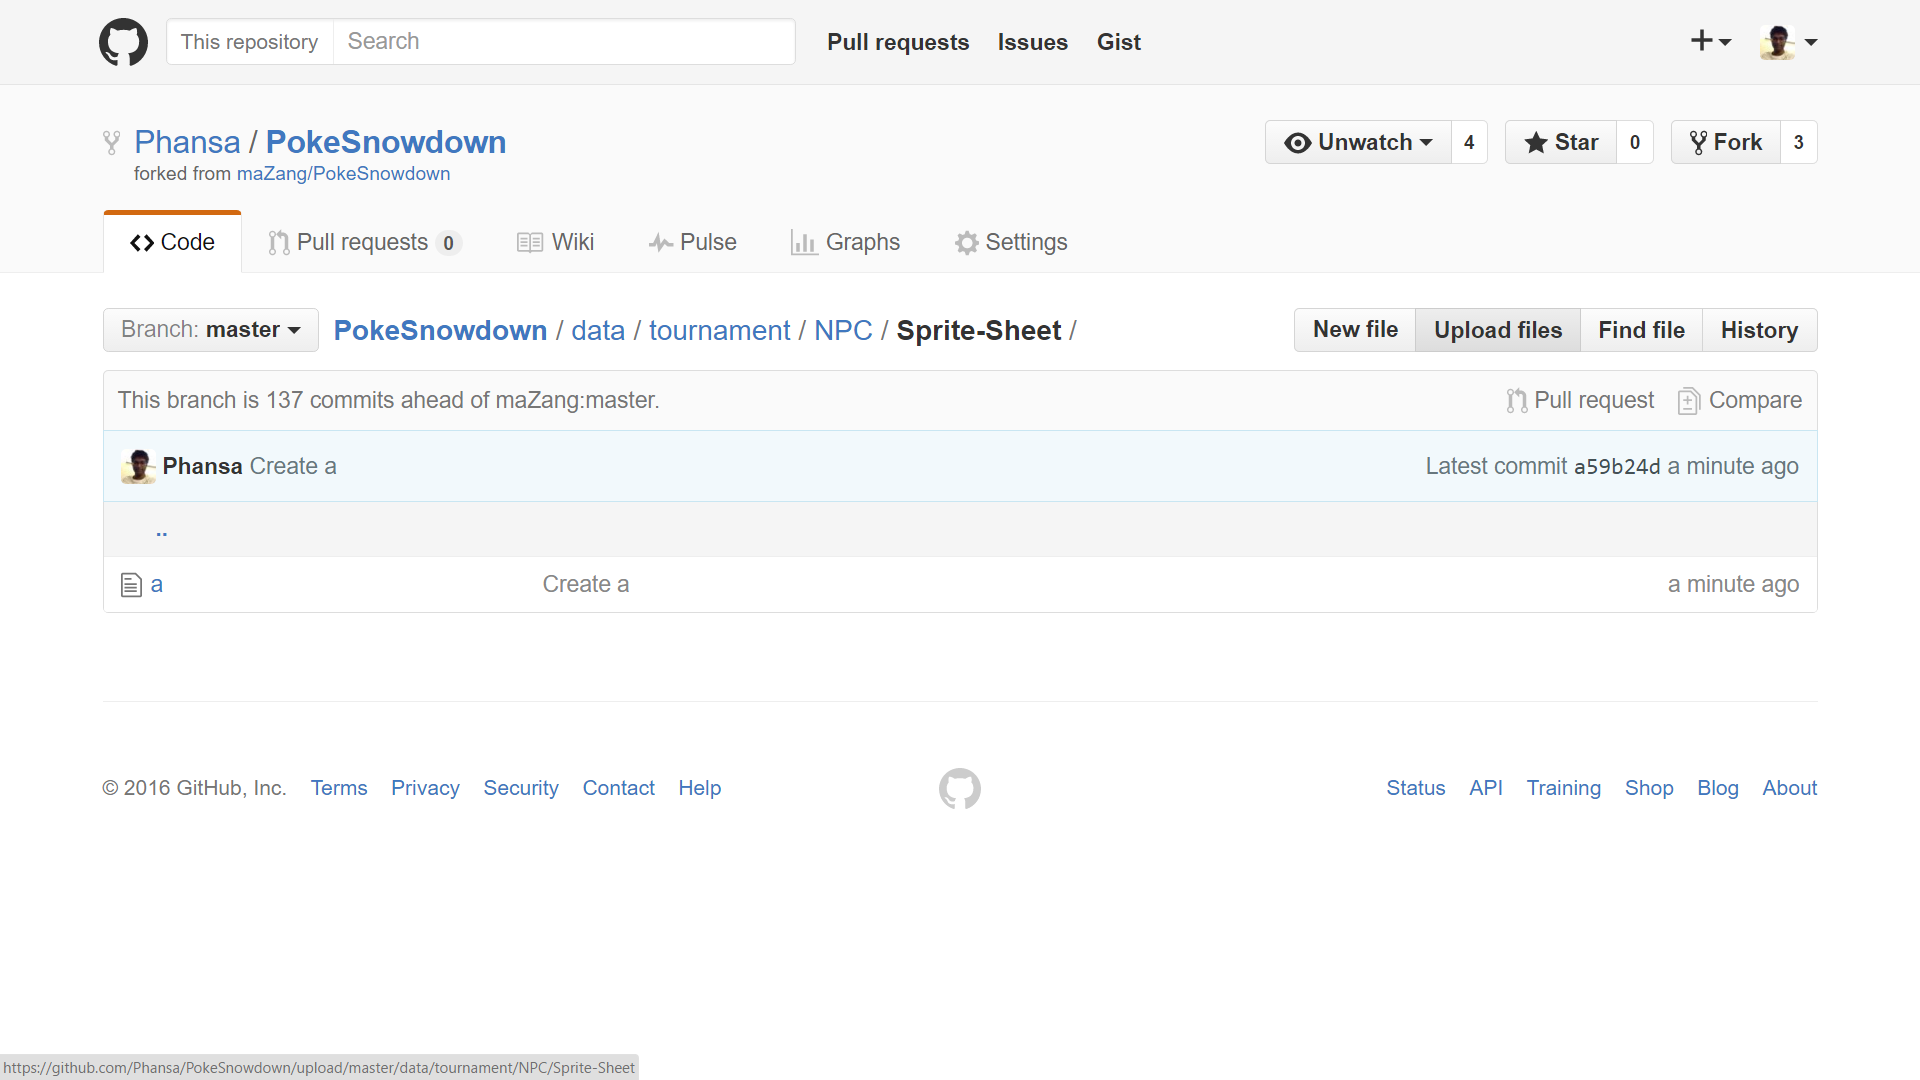 This repository Search Pull requests Issues Gist
Phansa / PokeSnowdown Unwatch 4 Star 0 Fork 3
forked from maZang/PokeSnowdown
Code Pull requests 0 Wiki Pulse Graphs Settings
Branch: master PokeSnowdown / data / tournament / NPC / Sprite-Sheet / New file Upload files Find file History
This branch is 137 commits ahead of maZang:master. Pull request Compare
Phansa Create a Latest commit a59b24d a minute ago
..
a Create a a minute ago
© 2016 GitHub, Inc. Terms Privacy Security Contact Help Status API Training Shop Blog About
https://github.com/Phansa/PokeSnowdown/upload/master/data/tournament/NPC/Sprite-Sheet